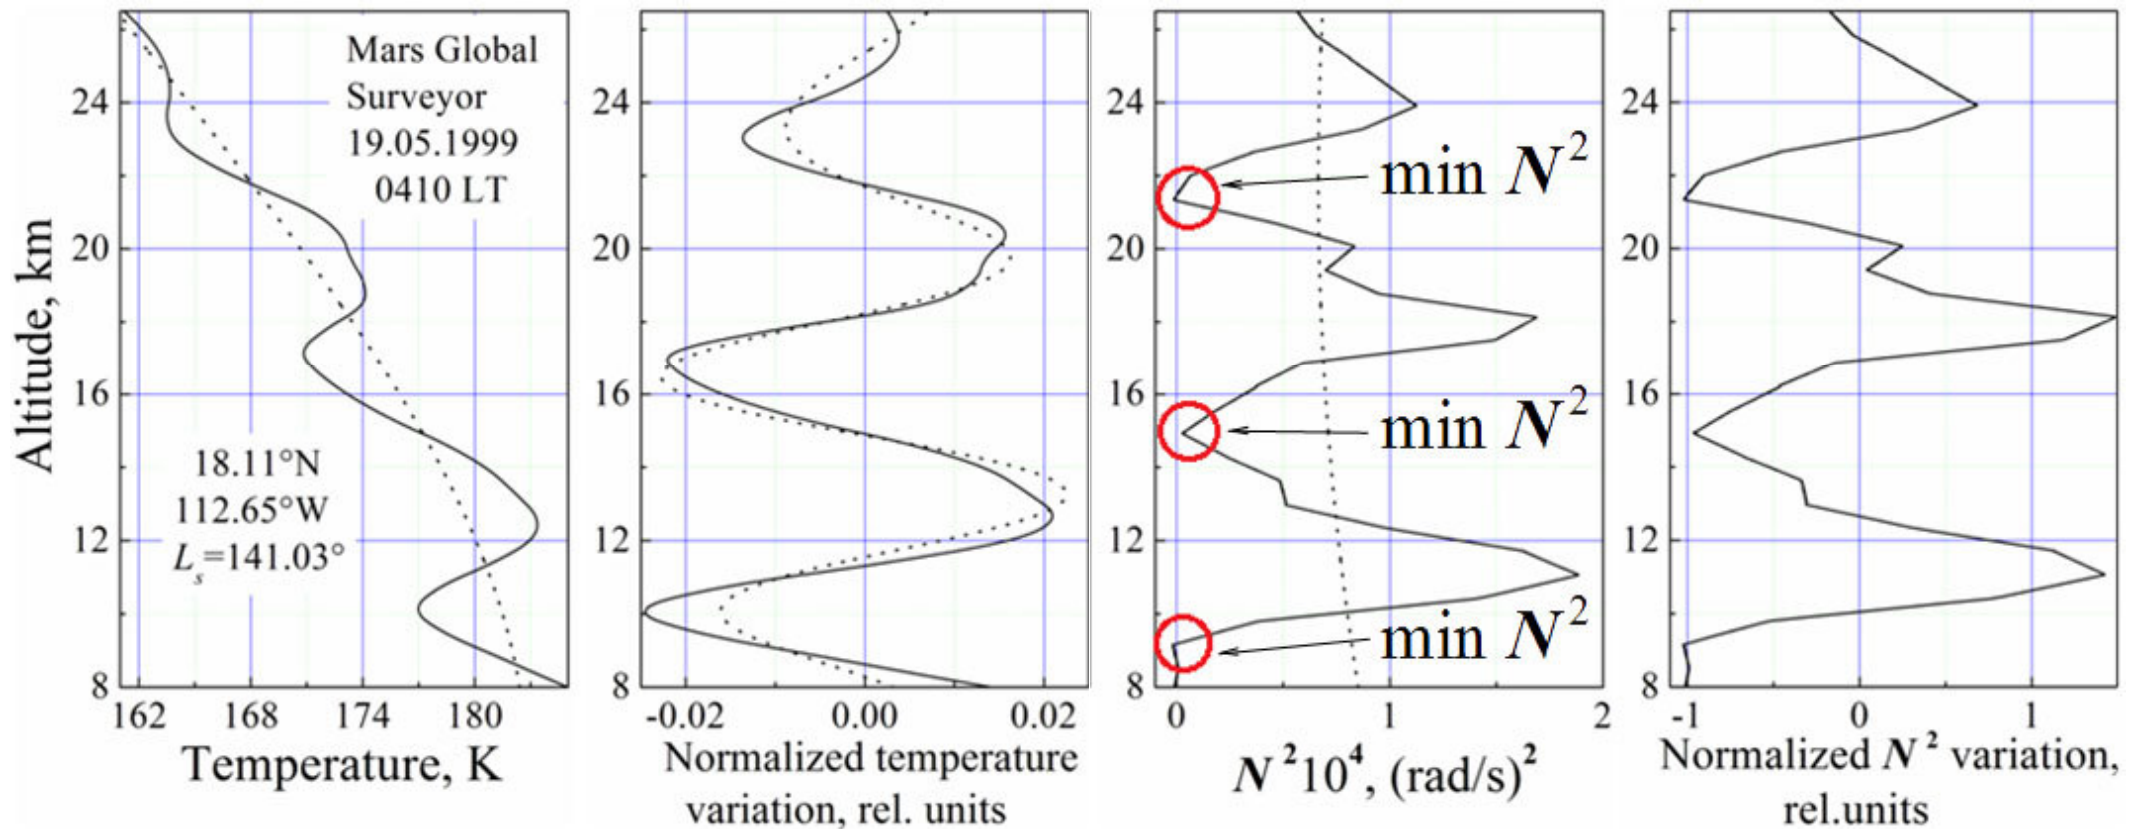 Altitude, km
24
20
16
12
8
Mars Global
Surveyor
19.05.1999
0410 LT
18.11°N
112.65°W
Ls=141.03°
162 168 174 180
Temperature, K
24
20
16
12
8
-0.02 0.00 0.02
Normalized temperature
variation, rel. units
24
20
16
12
8
min N²
min N²
min N²
0 1 2
N²10⁴, (rad/s)²
24
20
16
12
8
-1 0 1
Normalized N² variation,
rel.units